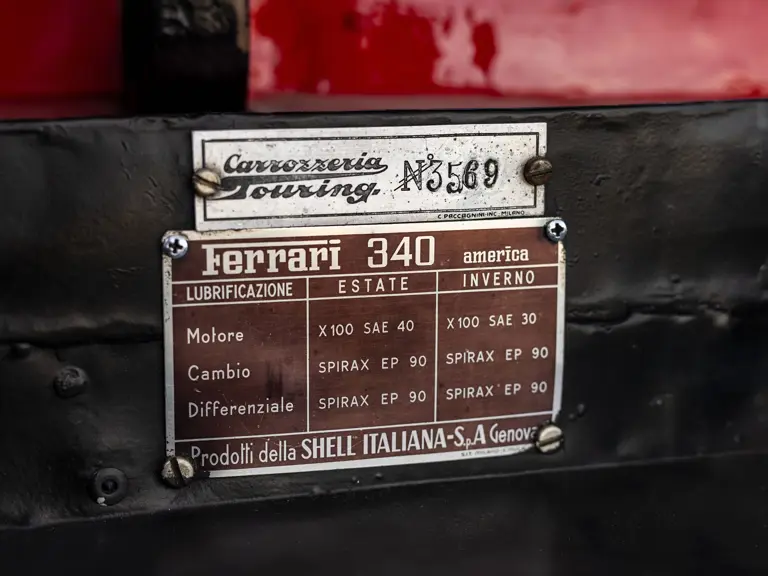 Carrozzeria
Touring. N° 3569
C. PACCAGNINI. INC. MILANO
Ferrari 340 america
LUBRIFICAZIONE ESTATE INVERNO
Motore X100 SAE 40 X100 SAE 30
Cambio SPIRAX EP 90 SPIRAX EP 90
Differenziale SPIRAX EP 90 SPIRAX EP 90
Prodotti della SHELL ITALIANA-S.p.A Genova